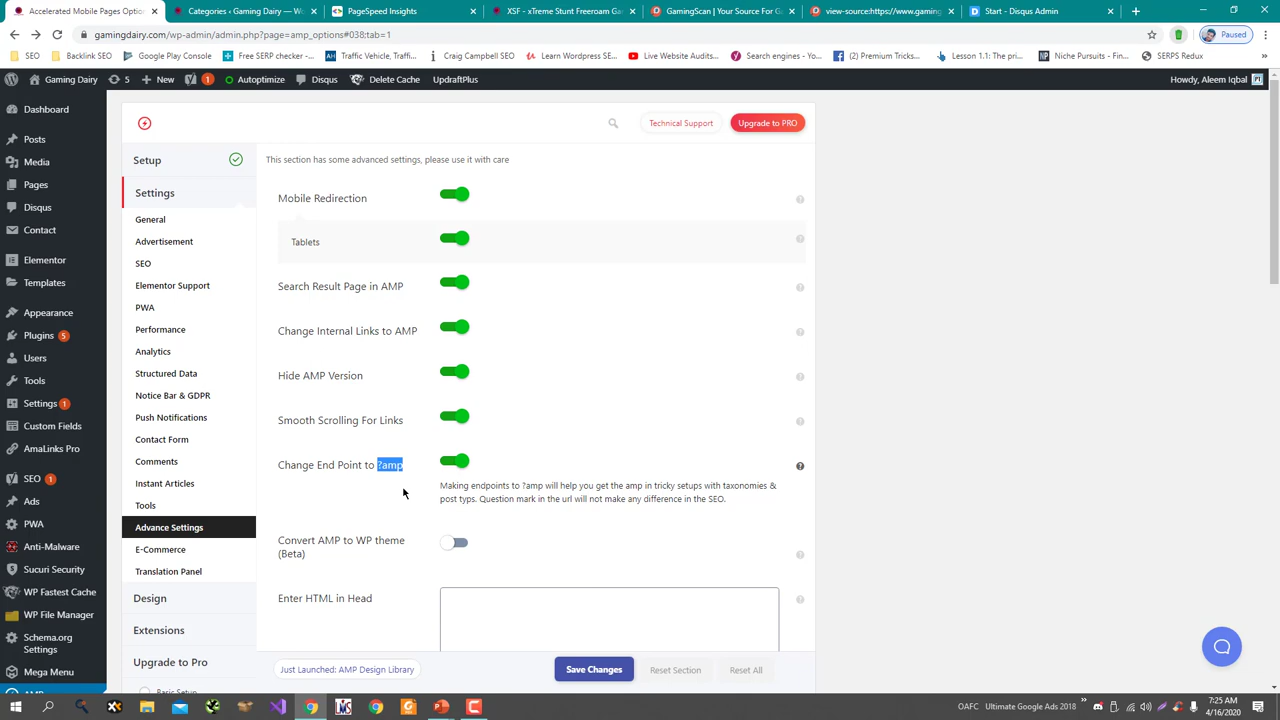 Accelerated Mobile Pages Option
Categories ‹ Gaming Dairy — W
PageSpeed Insights
XSF - xTreme Stunt Freeroam Ga
GamingScan | Your Source For G
view-source:https://www.gaming
Start - Disqus Admin
gamingdairy.com/wp-admin/admin.php?page=amp_options#038;tab=1
Paused
SEO
Backlink SEO
Google Play Console
Free SERP checker -...
Traffic Vehicle, Traffi...
Craig Campbell SEO
Learn Wordpress SE...
Live Website Audits...
Search engines - Yo...
(7) Premium Tricks...
Lesson 1.1: The pri...
Niche Pursuits - Fin...
SERPS Redux
Gaming Dairy
5
New
1
Autoptimize
Disqus
Delete Cache
UpdraftPlus
Howdy, Aleem Iqbal
Dashboard
Posts
Media
Pages
Disqus
Contact
Elementor
Templates
Appearance
Plugins 5
Users
Tools
Settings 1
Custom Fields
AmaLinks Pro
SEO 1
Ads
PWA
Anti-Malware
Sucuri Security
WP Fastest Cache
WP File Manager
Schema.org
Settings
Mega Menu
AMP
Setup
Settings
General
Advertisement
SEO
Elementor Support
PWA
Performance
Analytics
Structured Data
Notice Bar & GDPR
Push Notifications
Contact Form
Comments
Instant Articles
Tools
Advance Settings
E-Commerce
Translation Panel
Design
Extensions
Upgrade to Pro
Basic Setup
Technical Support
Upgrade to PRO
This section has some advanced settings, please use it with care
Mobile Redirection
Tablets
Search Result Page in AMP
Change Internal Links to AMP
Hide AMP Version
Smooth Scrolling For Links
Change End Point to ?amp
Making endpoints to ?amp will help you get the amp in tricky setups with taxonomies &
post types. Question mark in the url will not make any difference in the SEO.
Convert AMP to WP theme
(Beta)
Enter HTML in Head
Just Launched: AMP Design Library
Save Changes
Reset Section
Reset All
OAFC
Ultimate Google Ads 2018
7:25 AM
4/16/2020